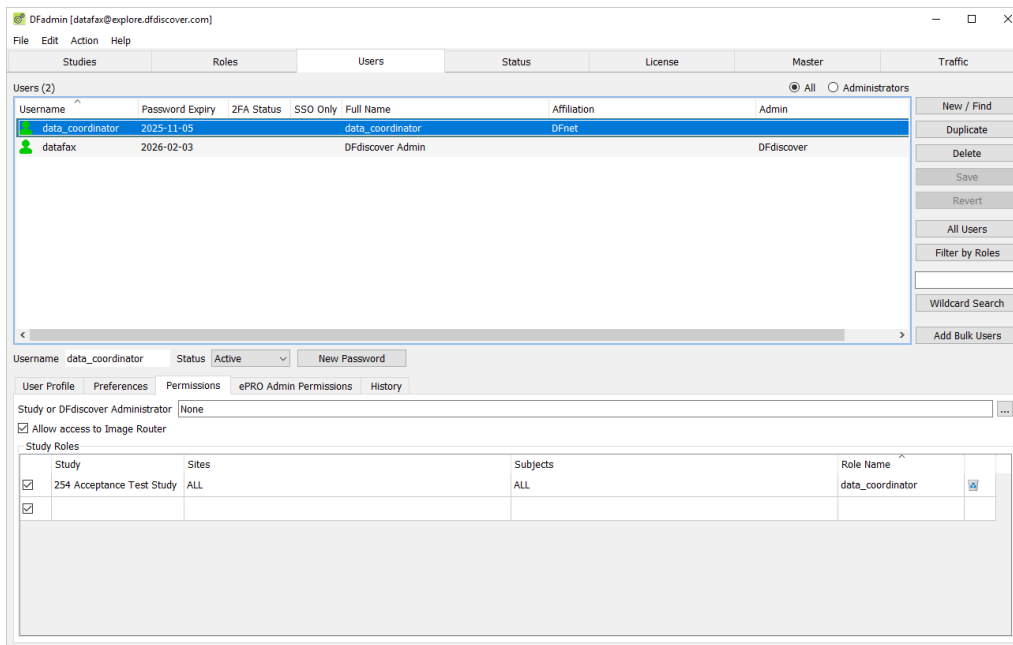 DFadmin [datafax@explore.dfdiscover.com]
File Edit Action Help
Studies Roles Users Status License Master Traffic
Users (2) All Administrators
Username Password Expiry 2FA Status SSO Only Full Name Affiliation Admin
data_coordinator 2025-11-05 data_coordinator DFnet
datafax 2026-02-03 DFdiscover Admin DFdiscover
New / Find
Duplicate
Delete
Save
Revert
All Users
Filter by Roles
Wildcard Search
Add Bulk Users
Username data_coordinator Status Active New Password
User Profile Preferences Permissions ePRO Admin Permissions History
Study or DFdiscover Administrator None ...
Allow access to Image Router
Study Roles
Study Sites Subjects Role Name
254 Acceptance Test Study ALL ALL data_coordinator